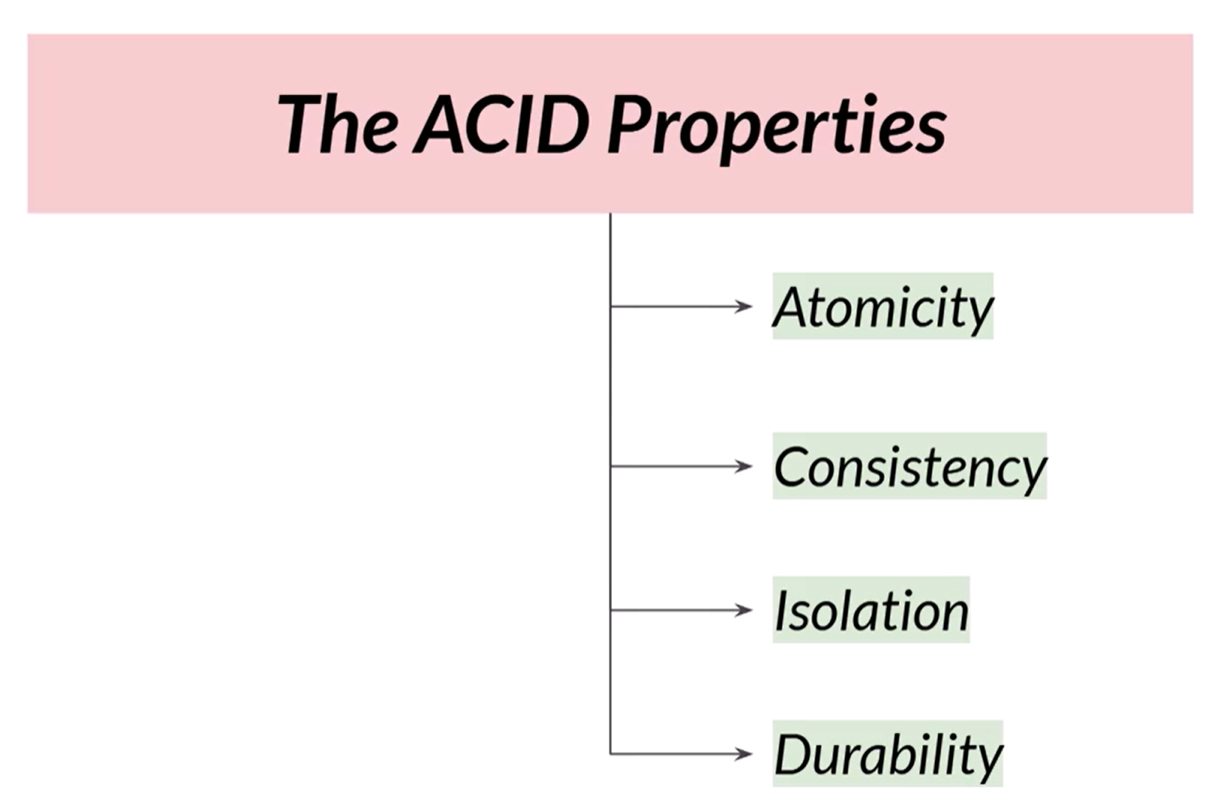 The ACID Properties
Atomicity
Consistency
Isolation
Durability